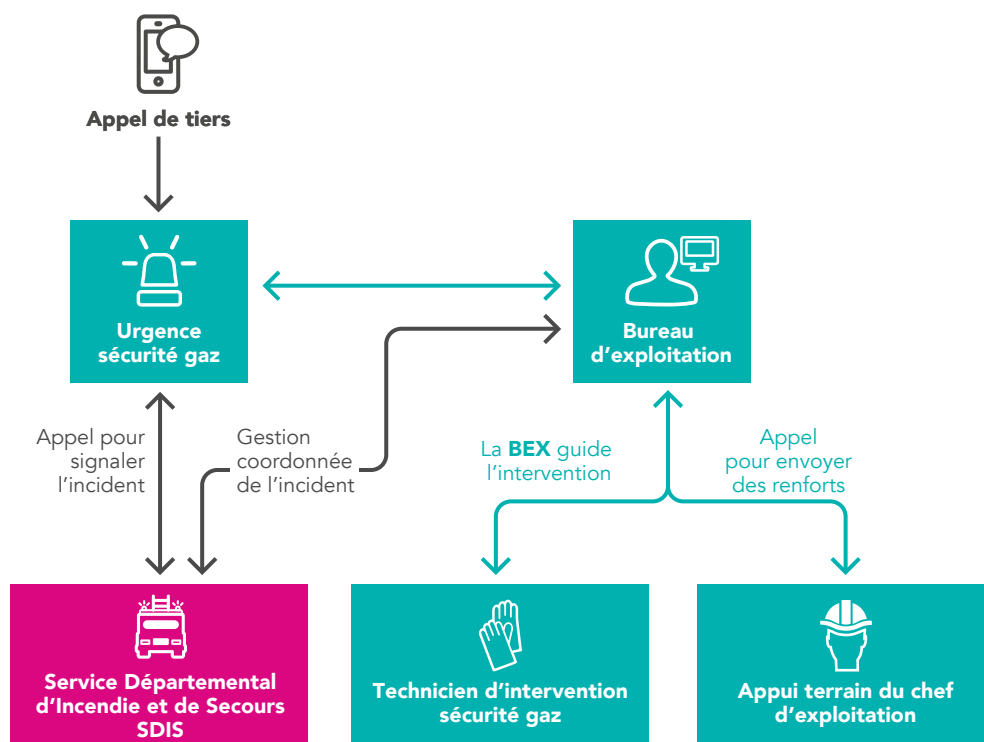 Appel de tiers
Urgence
sécurité gaz
Bureau
d'exploitation
Appel pour
signaler
l'incident
Gestion
coordonnée
de l'incident
La BEX guide
l'intervention
Appel
pour envoyer
des renforts
Service Départemental
d'Incendie et de Secours
SDIS
Technicien d'intervention
sécurité gaz
Appui terrain du chef
d'exploitation